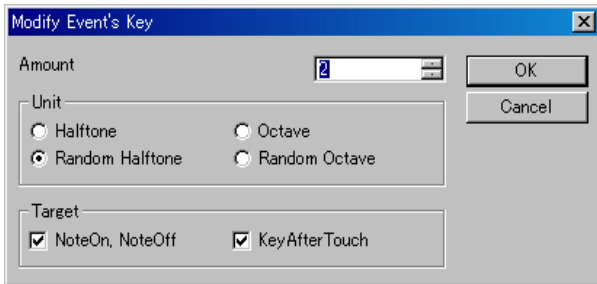 Modify Event's Key
Amount 2 OK
Unit Cancel
Halftone Octave
Random Halftone Random Octave
Target
NoteOn, NoteOff KeyAfterTouch